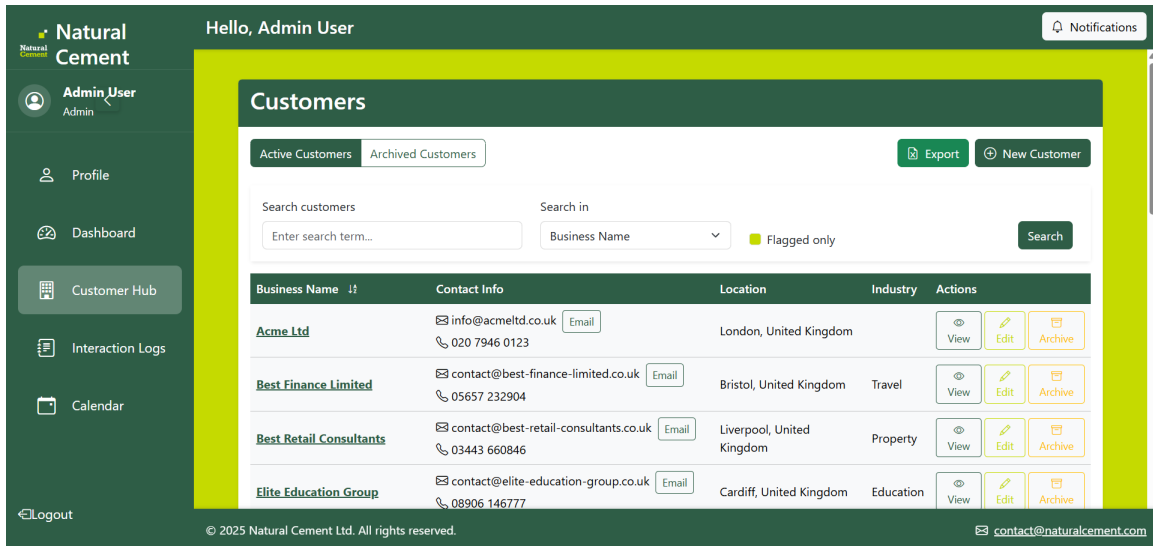 Natural Cement
Natural
Cement
Hello, Admin User
Notifications
Admin User
Admin
Profile
Dashboard
Customer Hub
Interaction Logs
Calendar
Logout
Customers
Active Customers Archived Customers Export New Customer
Search customers Search in
Enter search term... Business Name Flagged only Search
Business Name Contact Info Location Industry Actions
Acme Ltd info@acmeltd.co.uk Email London, United Kingdom View Edit Archive
020 7946 0123
Best Finance Limited contact@best-finance-limited.co.uk Email Bristol, United Kingdom Travel View Edit Archive
05657 232904
Best Retail Consultants contact@best-retail-consultants.co.uk Email Liverpool, United Kingdom Property View Edit Archive
03443 660846
Elite Education Group contact@elite-education-group.co.uk Email Cardiff, United Kingdom Education View Edit Archive
08906 146777
© 2025 Natural Cement Ltd. All rights reserved. contact@naturalcement.com